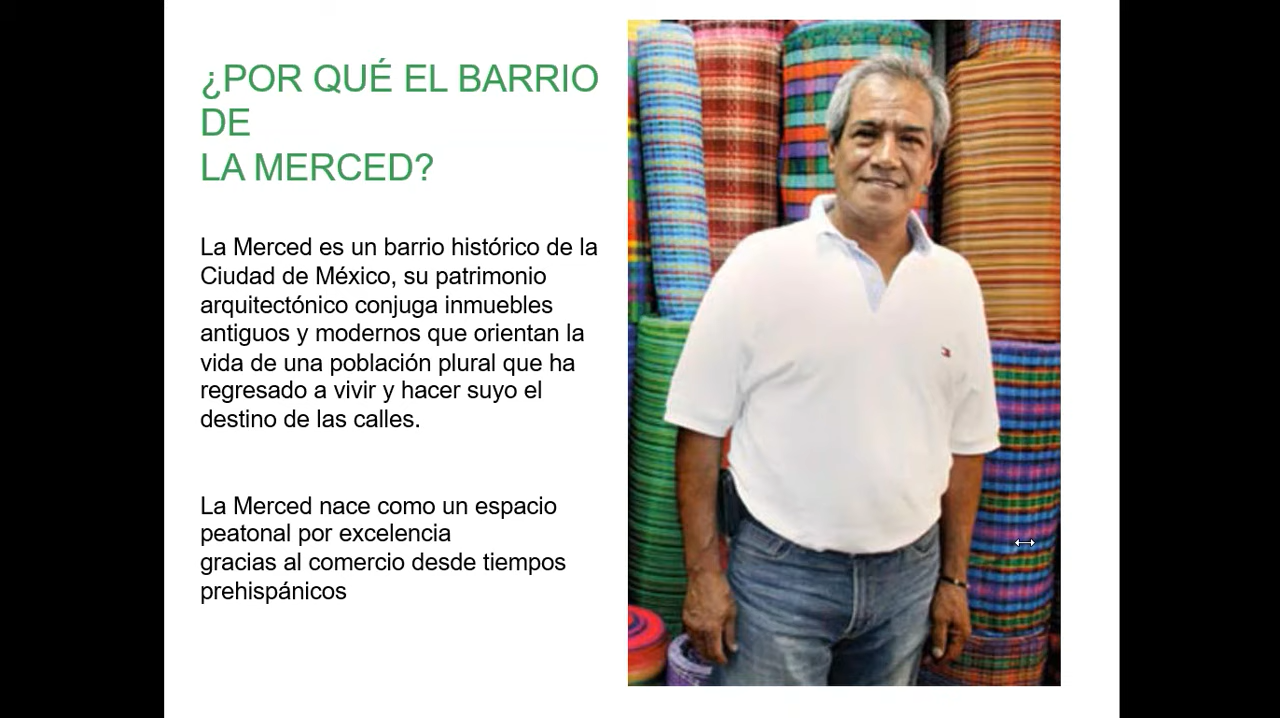 ¿POR QUÉ EL BARRIO
DE
LA MERCED?
La Merced es un barrio histórico de la
Ciudad de México, su patrimonio
arquitectónico conjuga inmuebles
antiguos y modernos que orientan la
vida de una población plural que ha
regresado a vivir y hacer suyo el
destino de las calles.
La Merced nace como un espacio
peatonal por excelencia
gracias al comercio desde tiempos
prehispánicos